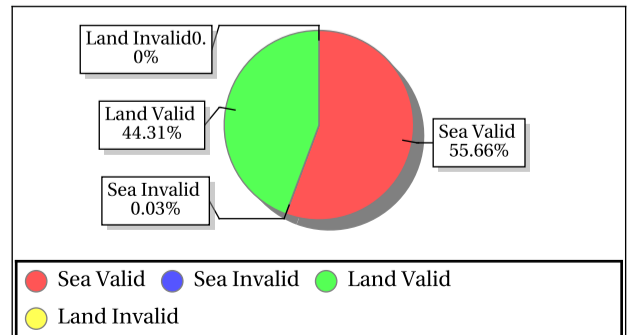 Land Invalid0.
0%
Land Valid
44.31%
Sea Valid
55.66%
Sea Invalid
0.03%
Sea Valid Sea Invalid Land Valid
Land Invalid